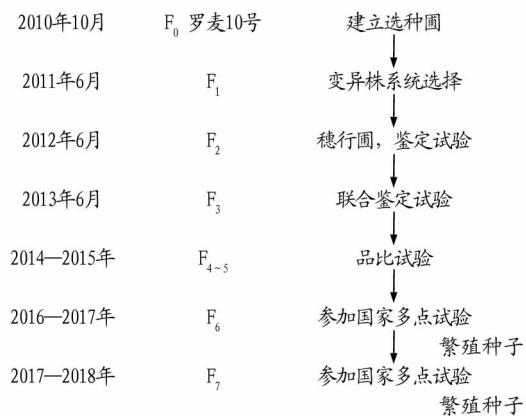 2010年10月 F0 罗麦10号 建立选种圃
2011年6月 F1 变异株系统选择
2012年6月 F2 穗行圃，鉴定试验
2013年6月 F3 联合鉴定试验
2014—2015年 F4~5 品比试验
2016—2017年 F6 参加国家多点试验
繁殖种子
2017—2018年 F7 参加国家多点试验
繁殖种子